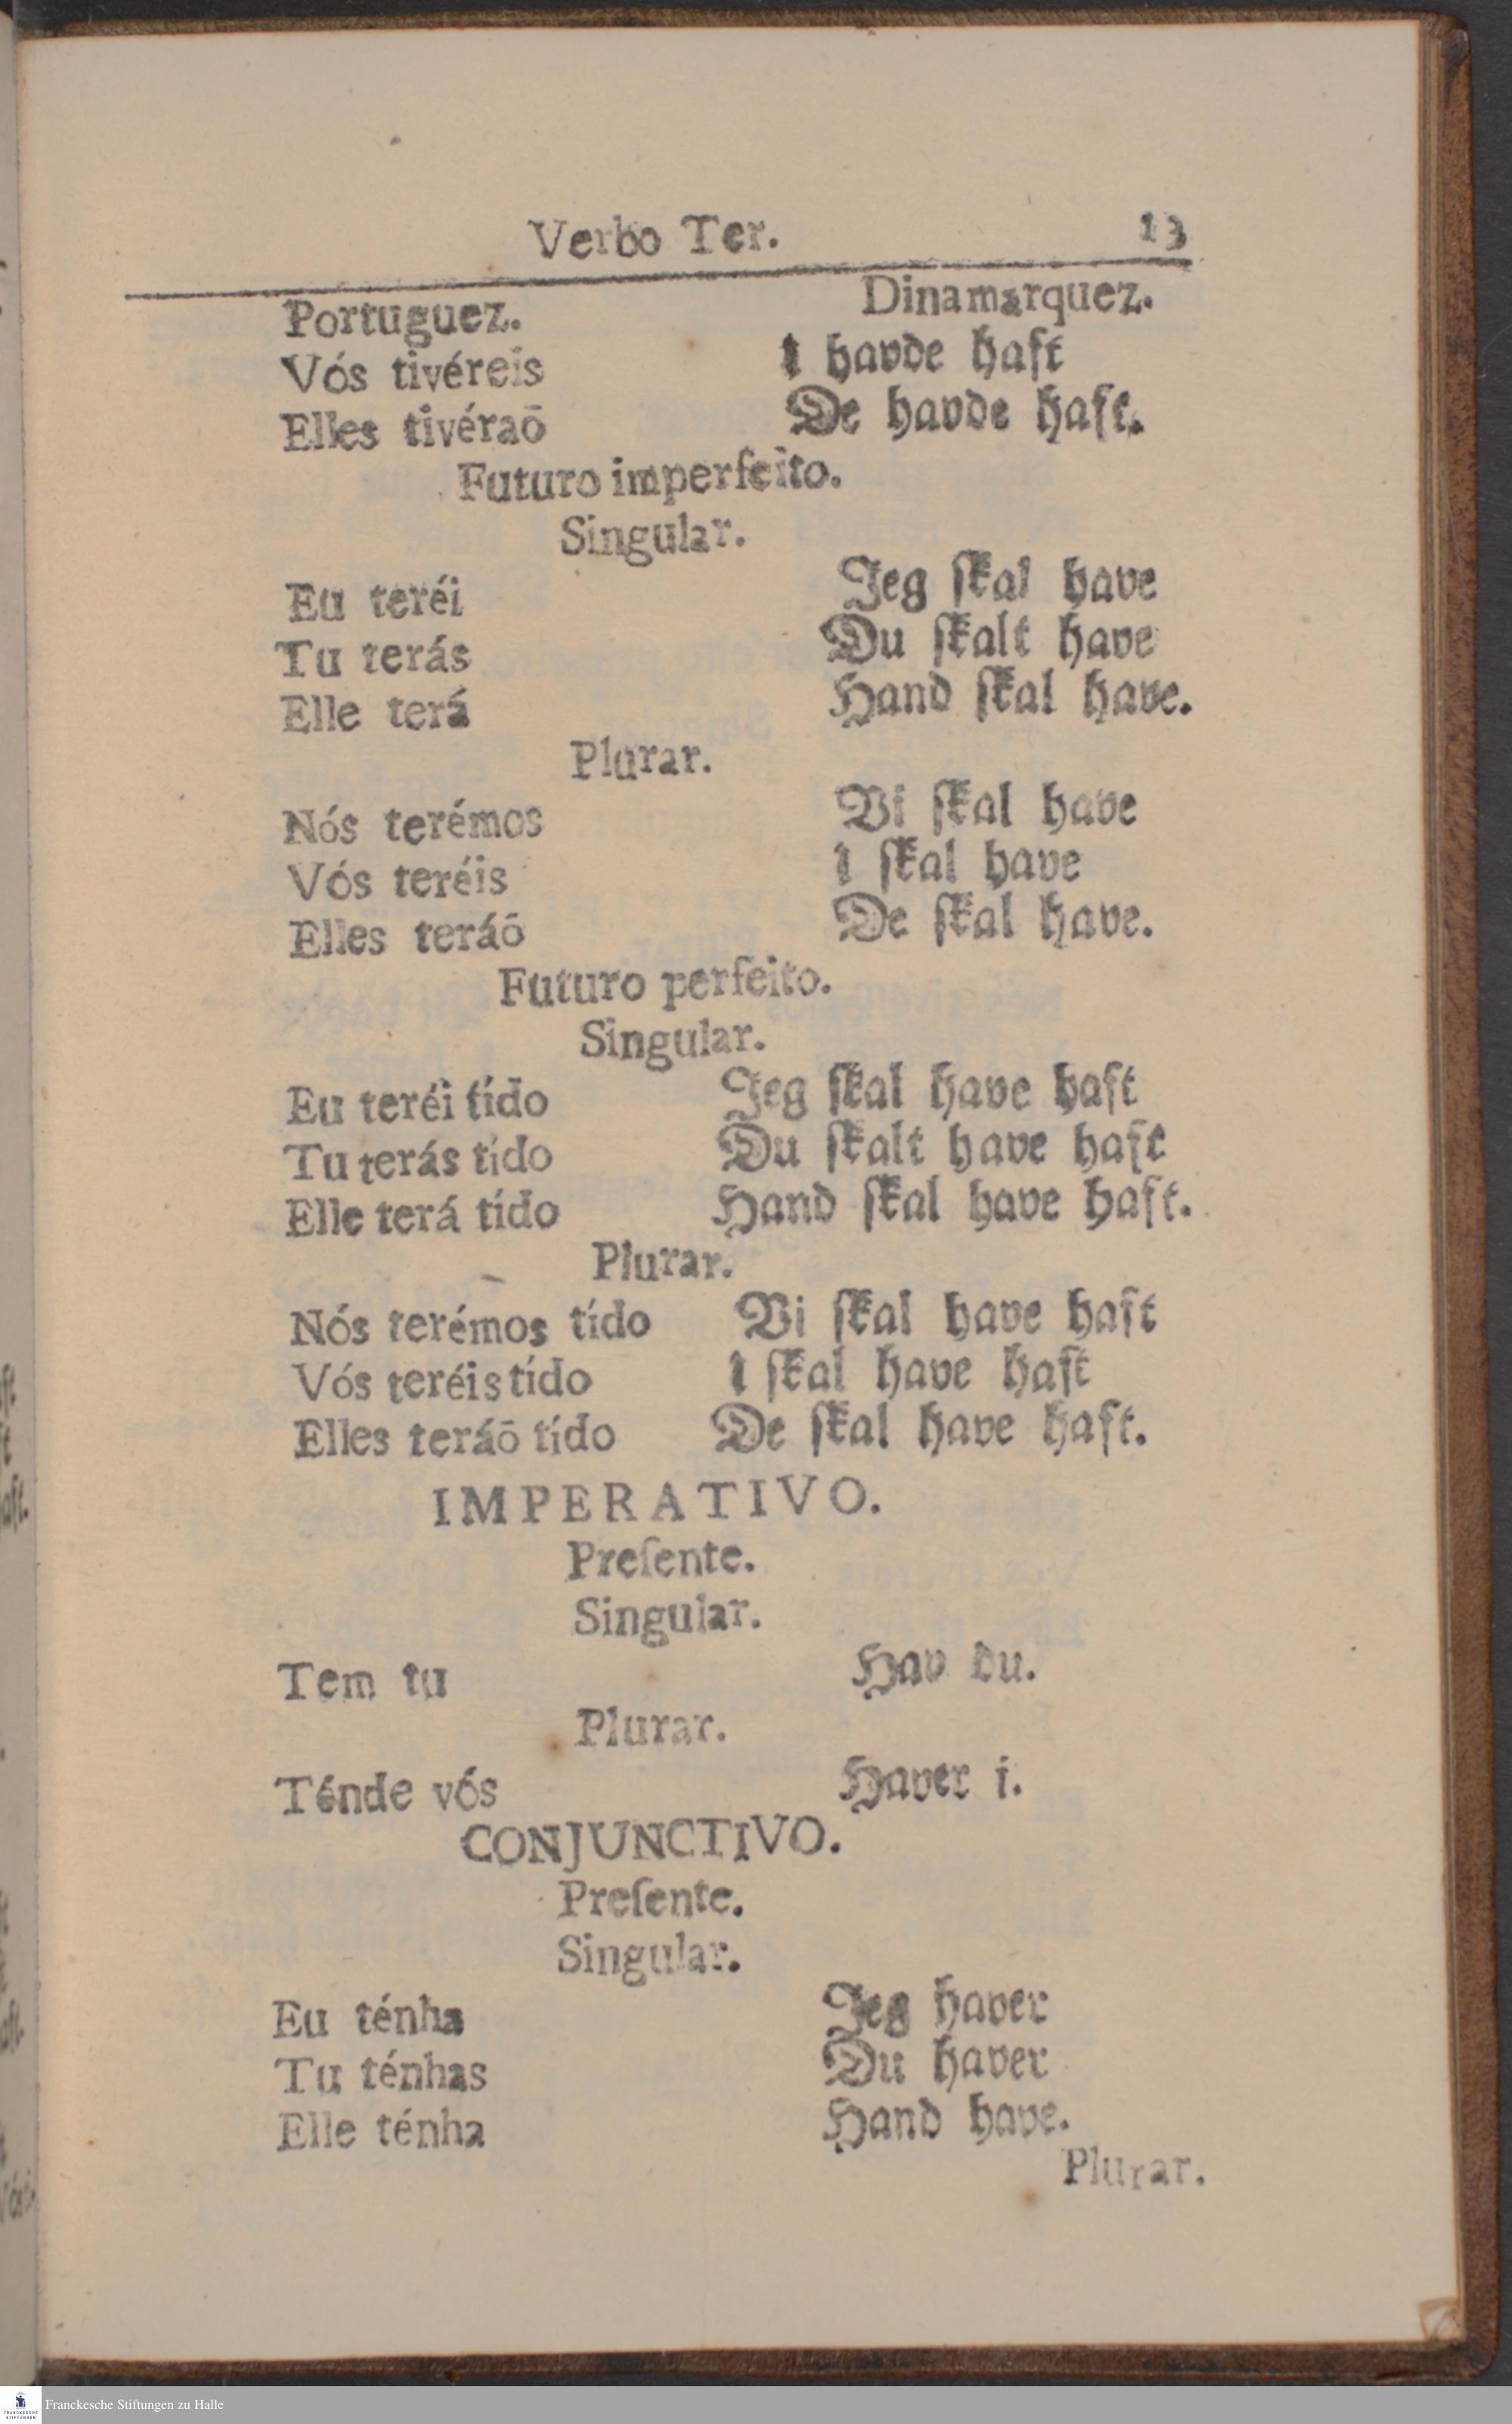 Verbo Ter. 13
Portuguez. Dinamarquez.
Vós tivéreis I havde haft
Elles tivéraō De havde haft.
Futuro imperfeito.
Singular.
Eu teréi Jeg ſkal have
Tu terás Du ſkalt have
Elle terá Hand ſkal have.
Plurar.
Nós terémos Vi ſkal have
Vós teréis I ſkal have
Elles teráō De ſkal have.
Futuro perfeito.
Singular.
Eu teréi tído Jeg ſkal have haft
Tu terás tído Du ſkalt have haft
Elle terá tído Hand ſkal have haft.
Plurar.
Nós terémos tído Vi ſkal have haft
Vós teréis tído I ſkal have haft
Elles teráō tído De ſkal have haft.
IMPERATIVO.
Preſente.
Singular.
Tem tu Hav du.
Plurar.
Ténde vós Haver i.
CONJUNCTIVO.
Preſente.
Singular.
Eu ténha Jeg haver
Tu ténhas Du haver
Elle ténha Hand have.
Plurar.
Franckesche Stiftungen zu Halle